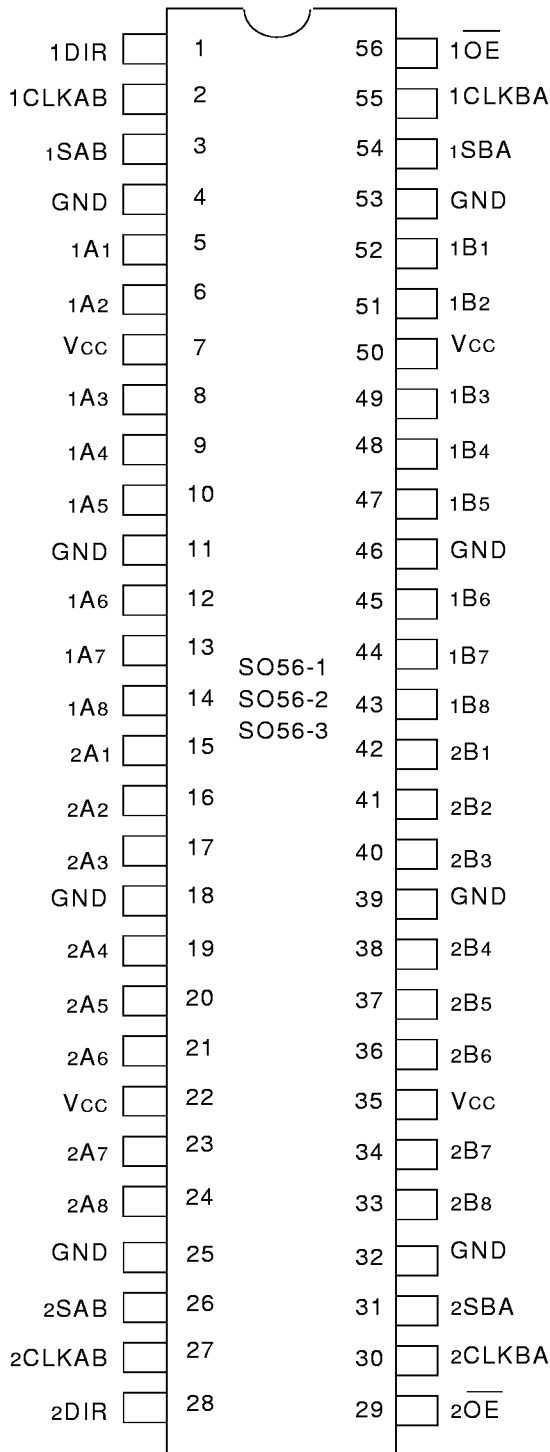 1DIR 1 56 1O̅E̅
1CLKAB 2 55 1CLKBA
1SAB 3 54 1SBA
GND 4 53 GND
1A1 5 52 1B1
1A2 6 51 1B2
VCC 7 50 VCC
1A3 8 49 1B3
1A4 9 48 1B4
1A5 10 47 1B5
GND 11 46 GND
1A6 12 45 1B6
1A7 13 44 1B7
SO56-1
1A8 14 SO56-2 43 1B8
SO56-3
2A1 15 42 2B1
2A2 16 41 2B2
2A3 17 40 2B3
GND 18 39 GND
2A4 19 38 2B4
2A5 20 37 2B5
2A6 21 36 2B6
VCC 22 35 VCC
2A7 23 34 2B7
2A8 24 33 2B8
GND 25 32 GND
2SAB 26 31 2SBA
2CLKAB 27 30 2CLKBA
2DIR 28 29 2O̅E̅